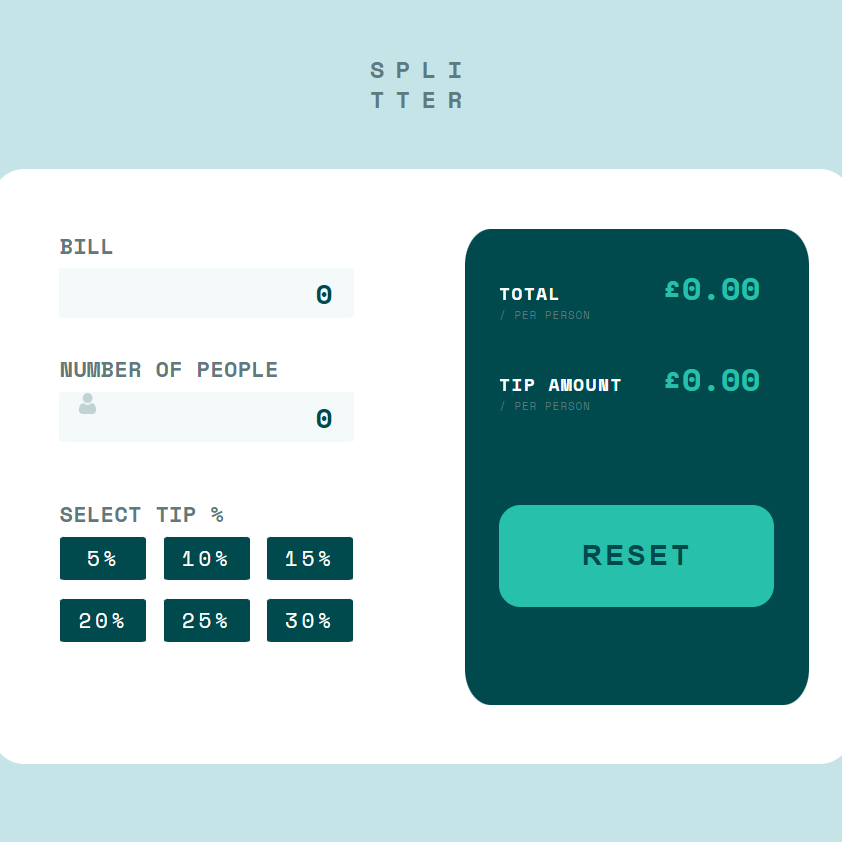 SPLI
TTER
BILL
0
NUMBER OF PEOPLE
0
SELECT TIP %
5% 10% 15%
20% 25% 30%
TOTAL £0.00
/ PER PERSON
TIP AMOUNT £0.00
/ PER PERSON
RESET